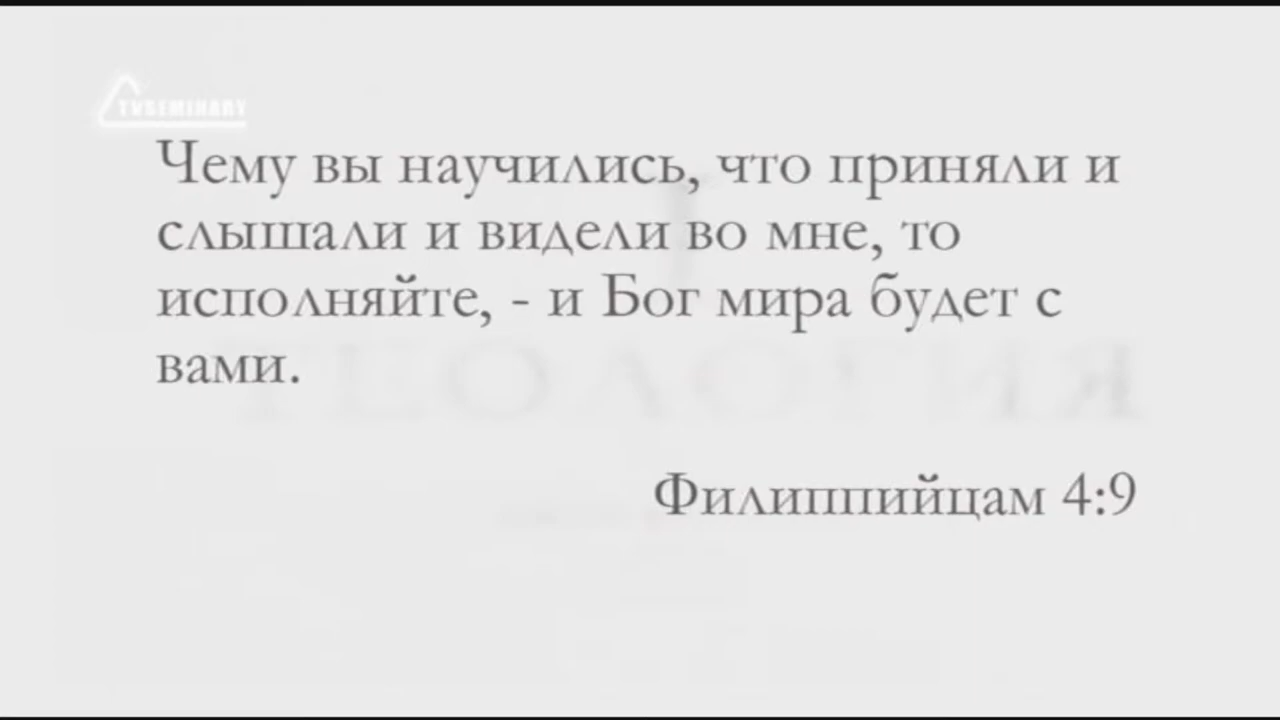 TVSEMINARY
Чему вы научились, что приняли и
слышали и видели во мне, то
исполняйте, - и Бог мира будет с
вами.
ТЕОЛОГИЯ
Филиппийцам 4:9